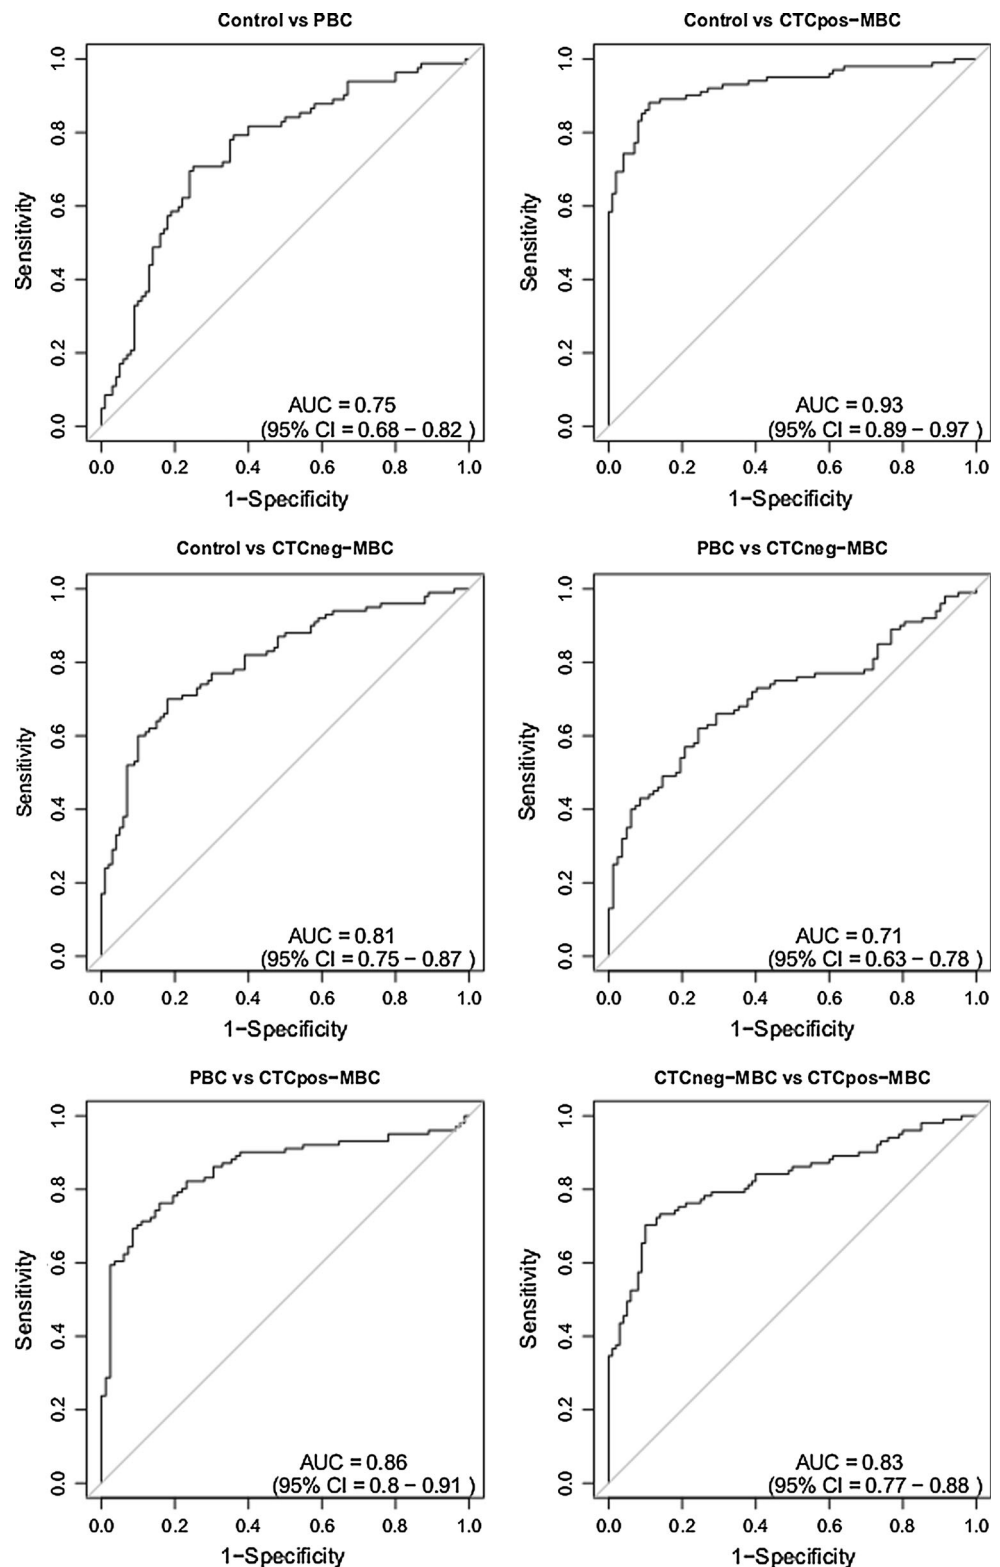 Control vs PBC
Sensitivity
1.0
0.8
0.6
0.4
0.2
0.0
AUC = 0.75
(95% CI = 0.68 – 0.82 )
0.0 0.2 0.4 0.6 0.8 1.0
1−Specificity
Control vs CTCpos−MBC
Sensitivity
1.0
0.8
0.6
0.4
0.2
0.0
AUC = 0.93
(95% CI = 0.89 – 0.97 )
0.0 0.2 0.4 0.6 0.8 1.0
1−Specificity
Control vs CTCneg−MBC
Sensitivity
1.0
0.8
0.6
0.4
0.2
0.0
AUC = 0.81
(95% CI = 0.75 – 0.87 )
0.0 0.2 0.4 0.6 0.8 1.0
1−Specificity
PBC vs CTCneg−MBC
Sensitivity
1.0
0.8
0.6
0.4
0.2
0.0
AUC = 0.71
(95% CI = 0.63 – 0.78 )
0.0 0.2 0.4 0.6 0.8 1.0
1−Specificity
PBC vs CTCpos−MBC
Sensitivity
1.0
0.8
0.6
0.4
0.2
0.0
AUC = 0.86
(95% CI = 0.8 – 0.91 )
0.0 0.2 0.4 0.6 0.8 1.0
1−Specificity
CTCneg−MBC vs CTCpos−MBC
Sensitivity
1.0
0.8
0.6
0.4
0.2
0.0
AUC = 0.83
(95% CI = 0.77 – 0.88 )
0.0 0.2 0.4 0.6 0.8 1.0
1−Specificity